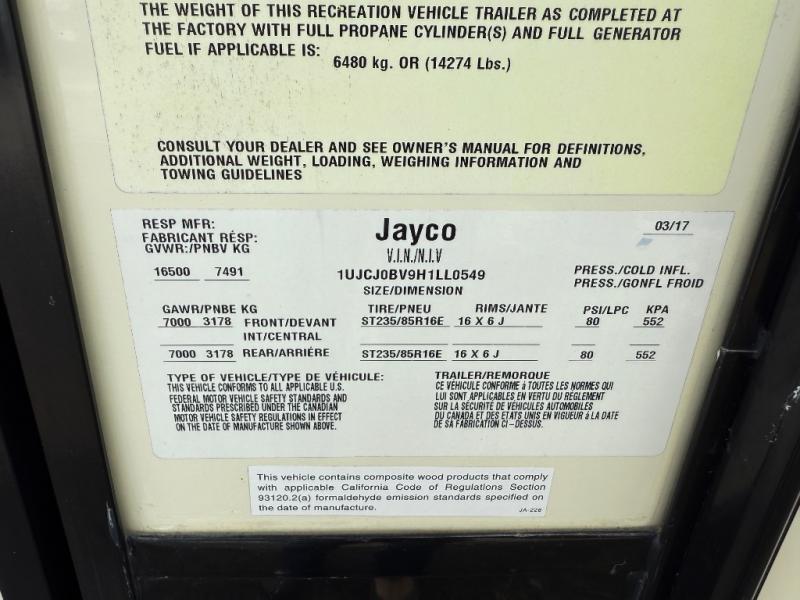 THE WEIGHT OF THIS RECREATION VEHICLE TRAILER AS COMPLETED AT
THE FACTORY WITH FULL PROPANE CYLINDER(S) AND FULL GENERATOR
FUEL IF APPLICABLE IS:
6480 kg. OR (14274 Lbs.)
CONSULT YOUR DEALER AND SEE OWNER'S MANUAL FOR DEFINITIONS,
ADDITIONAL WEIGHT, LOADING, WEIGHING INFORMATION AND
TOWING GUIDELINES
RESP MFR: Jayco 03/17
FABRICANT RÉSP:
GVWR:/PNBV KG V.I.N./N.I.V
16500 7491 1UJCJ0BV9H1LL0549 PRESS./COLD INFL.
SIZE/DIMENSION PRESS./GONFL FROID
GAWR/PNBE KG TIRE/PNEU RIMS/JANTE PSI/LPC KPA
7000 3178 FRONT/DEVANT ST235/85R16E 16 X 6 J 80 552
INT/CENTRAL
7000 3178 REAR/ARRIÉRE ST235/85R16E 16 X 6 J 80 552
TYPE OF VEHICLE/TYPE DE VÉHICULE: TRAILER/REMORQUE
THIS VEHICLE CONFORMS TO ALL APPLICABLE U.S.
FEDERAL MOTOR VEHICLE SAFETY STANDARDS AND
STANDARDS PRESCRIBED UNDER THE CANADIAN
MOTOR VEHICLE SAFETY REGULATIONS IN EFFECT
ON THE DATE OF MANUFACTURE SHOWN ABOVE.
CE VÉHICULE CONFORME à TOUTES LES NORMES QUI
LUI SONT APPLICABLES EN VERTU DU RÉGLEMENT
SUR LA SÉCURITÉ DE VÉHICULES AUTOMOBILES
DU CANADA ET DES ETATS UNIS EN VIGUEUR à LA DATE
DE SA FABRICATION CI-DESSUS.
This vehicle contains composite wood products that comply
with applicable California Code of Regulations Section
93120.2(a) formaldehyde emission standards specified on
the date of manufacture. JA-226